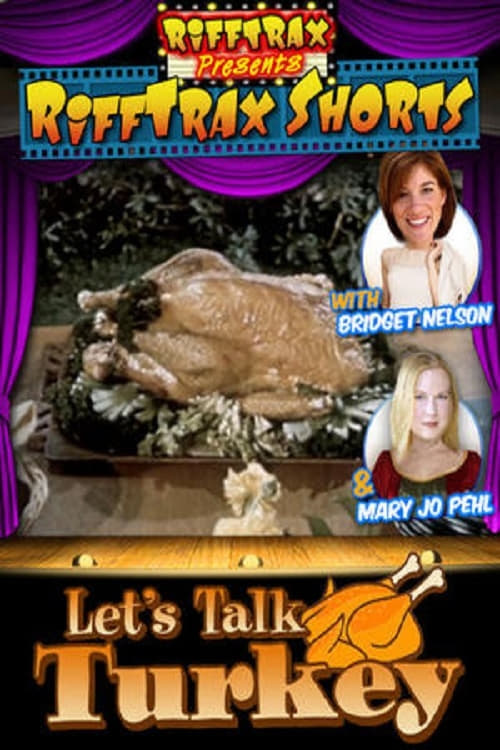 RIFFTRAX
Presents
RIFFTRAX SHORTS
WITH
BRIDGET NELSON
&
MARY JO PEHL
Let's Talk
Turkey